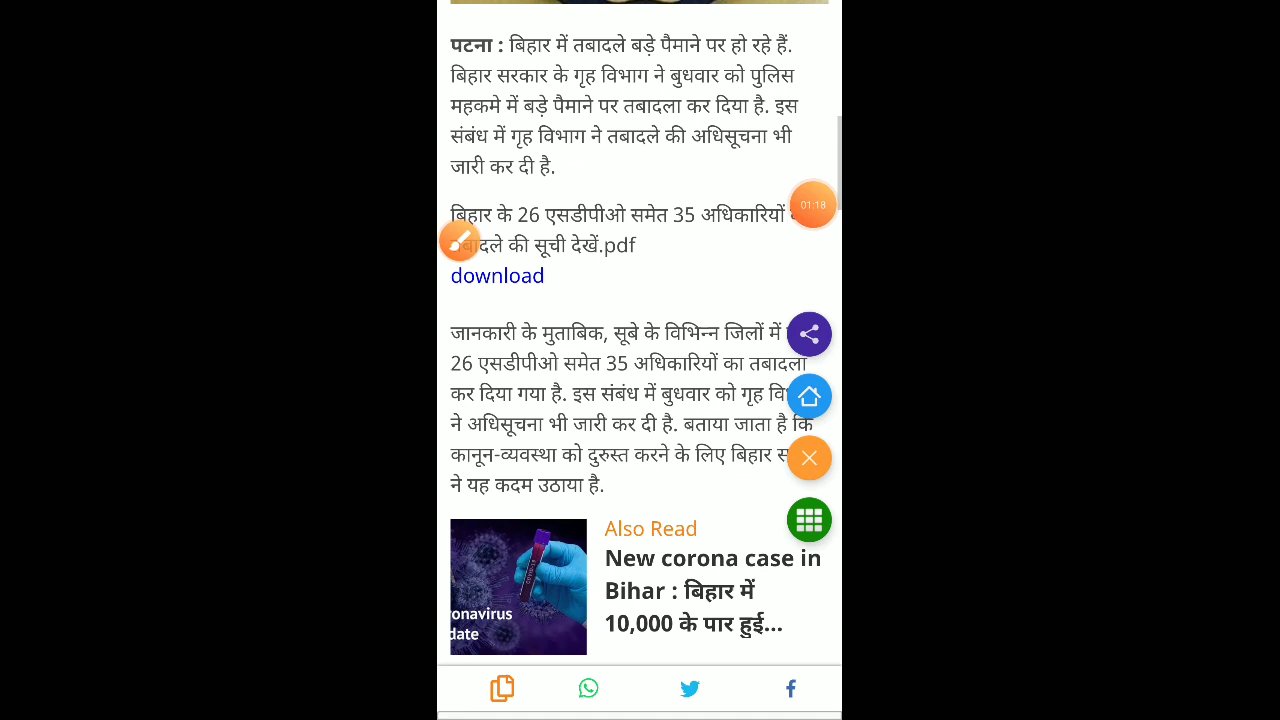 पटना : बिहार में तबादले बड़े पैमाने पर हो रहे हैं.
बिहार सरकार के गृह विभाग ने बुधवार को पुलिस
महकमे में बड़े पैमाने पर तबादला कर दिया है. इस
संबंध में गृह विभाग ने तबादले की अधिसूचना भी
जारी कर दी है.
बिहार के 26 एसडीपीओ समेत 35 अधिकारियों
01:18
की सूची देखें.pdf
download
जानकारी के मुताबिक, सूबे के विभिन्न जिलों में
26 एसडीपीओ समेत 35 अधिकारियों का तबादला
कर दिया गया है. इस संबंध में बुधवार को गृह
ने अधिसूचना भी जारी कर दी है. बताया जाता है कि
कानून-व्यवस्था को दुरुस्त करने के लिए बिहार
ने यह कदम उठाया है.
Also Read
New corona case in
Bihar : बिहार में
10,000 के पार हुई...
onavirus
date